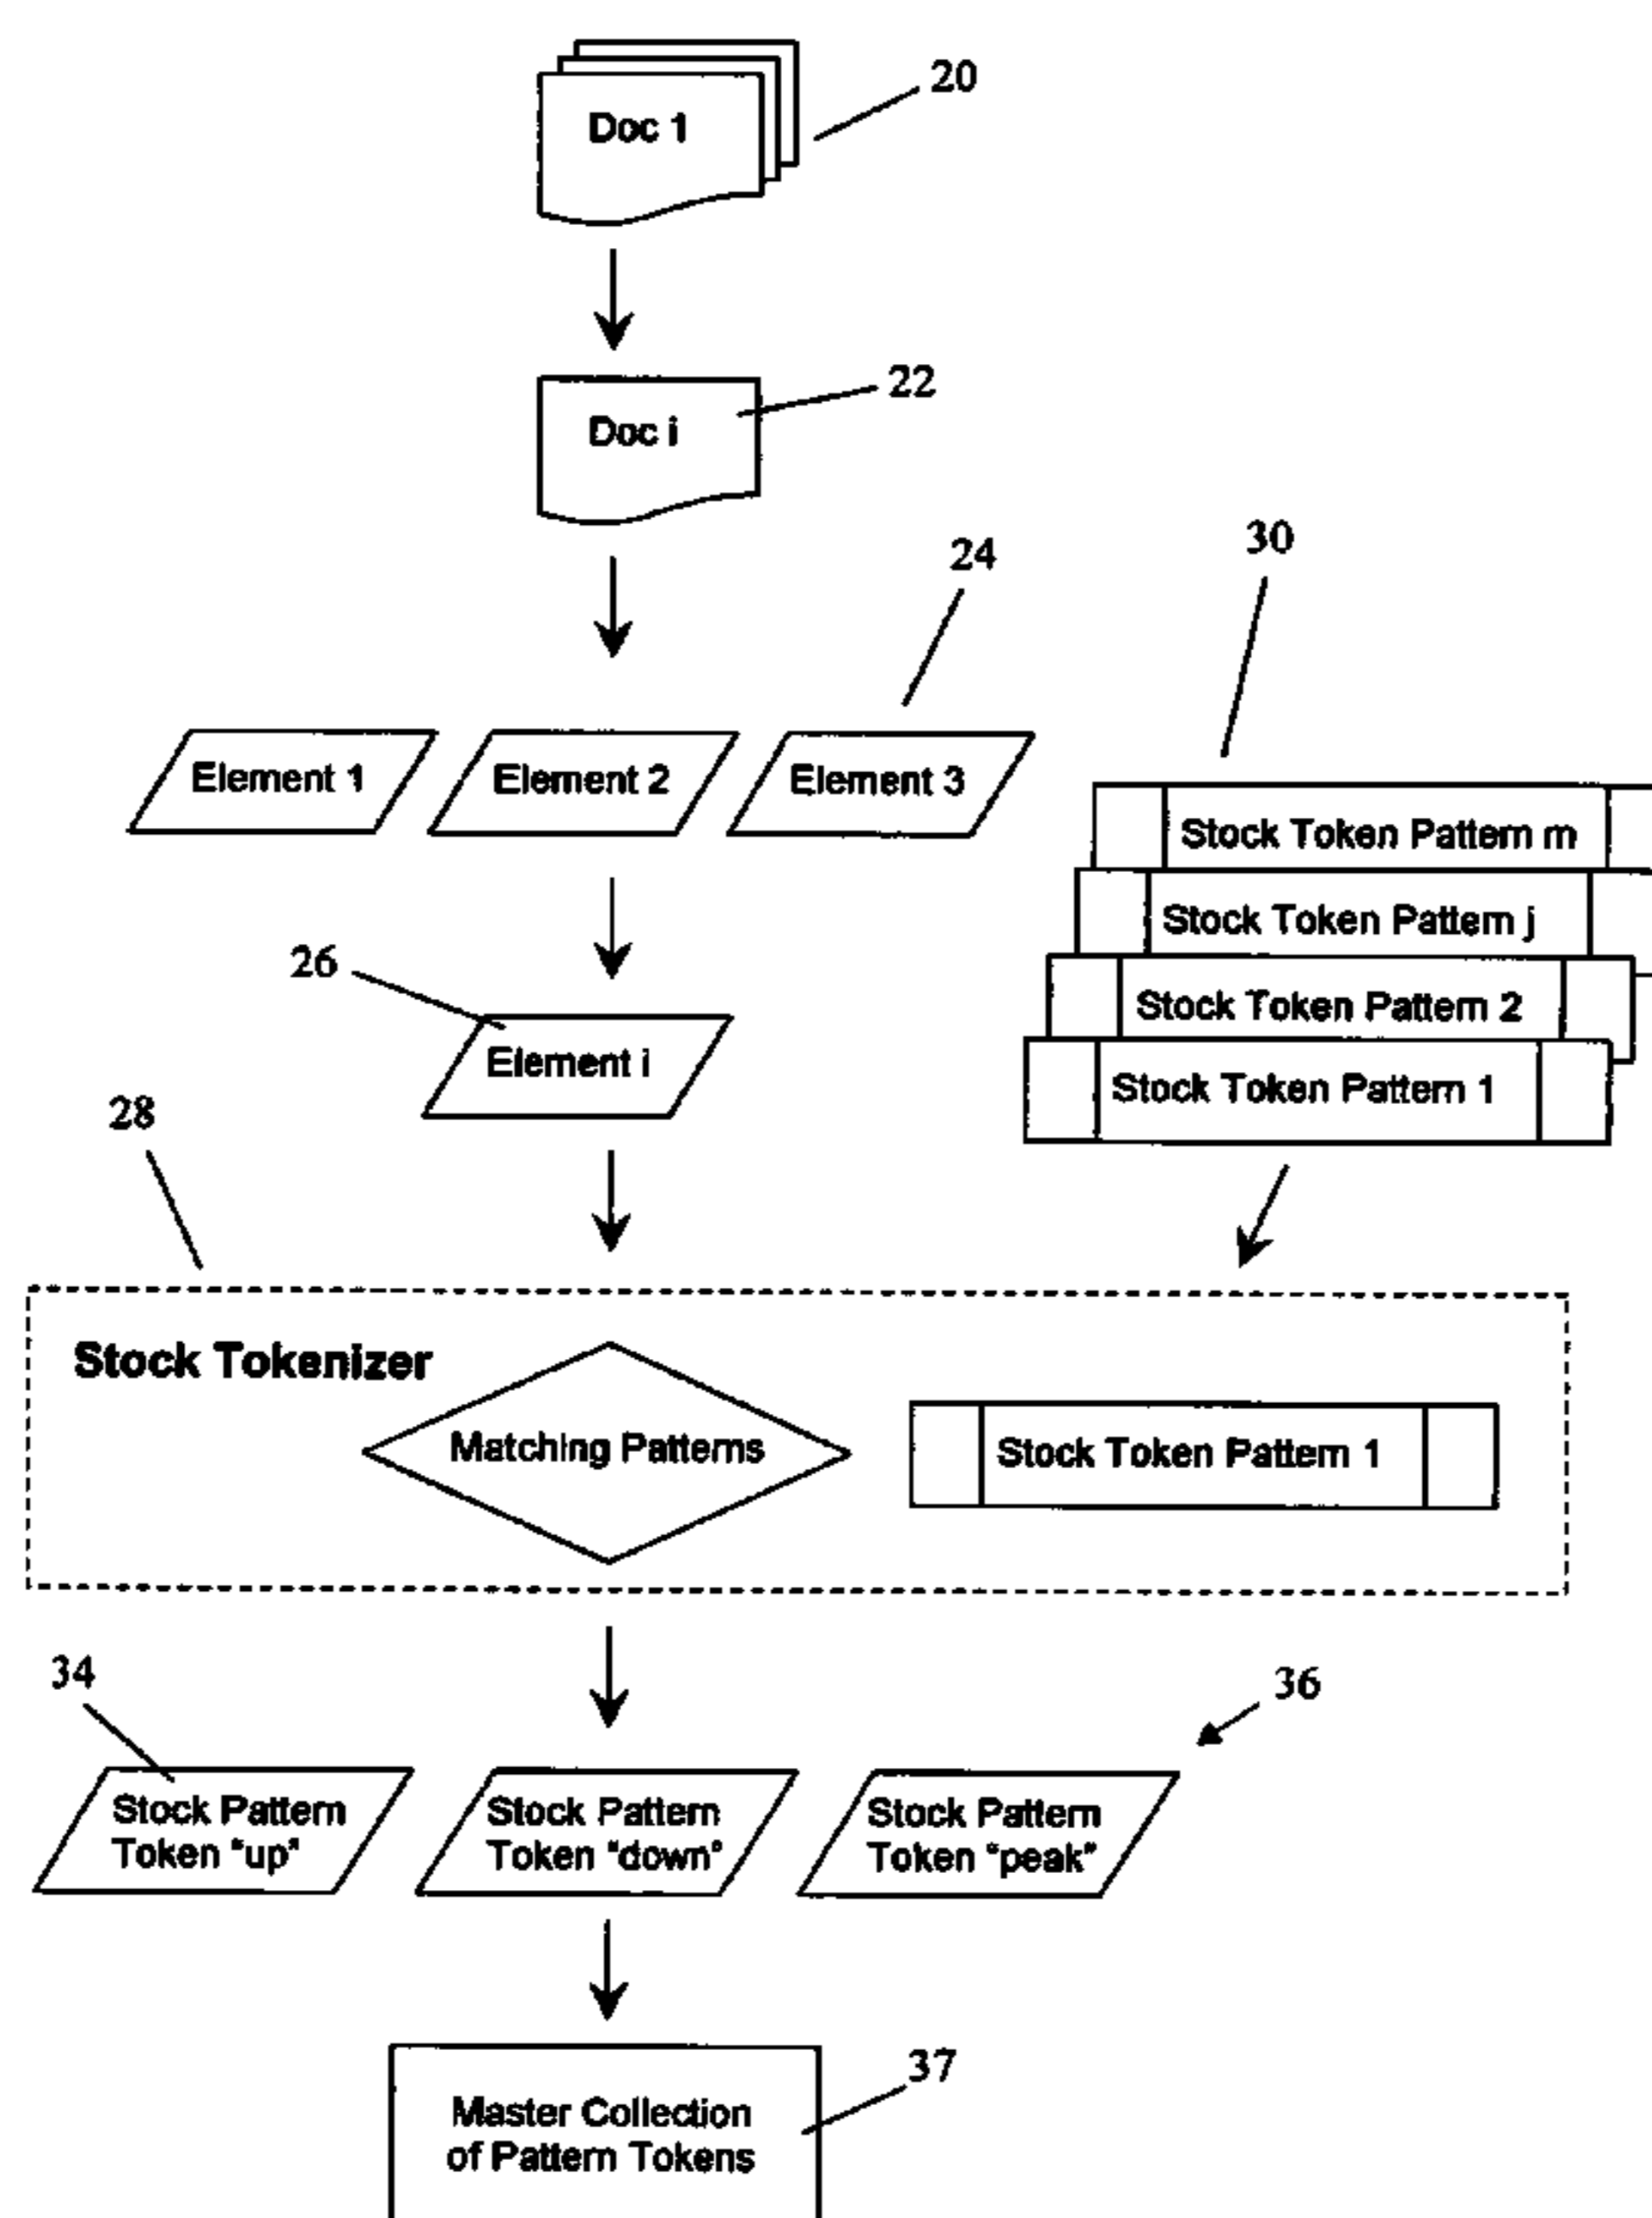 20
Doc 1
22
Doc i
24
30
Element 1
Element 2
Element 3
Stock Token Pattern m
Stock Token Pattern j
26
Stock Token Pattern 2
Element i
Stock Token Pattern 1
28
Stock Tokenizer
Matching Patterns
Stock Token Pattern 1
34
36
Stock Pattern
Token "up"
Stock Pattern
Token "down"
Stock Pattern
Token "peak"
37
Master Collection
of Pattern Tokens